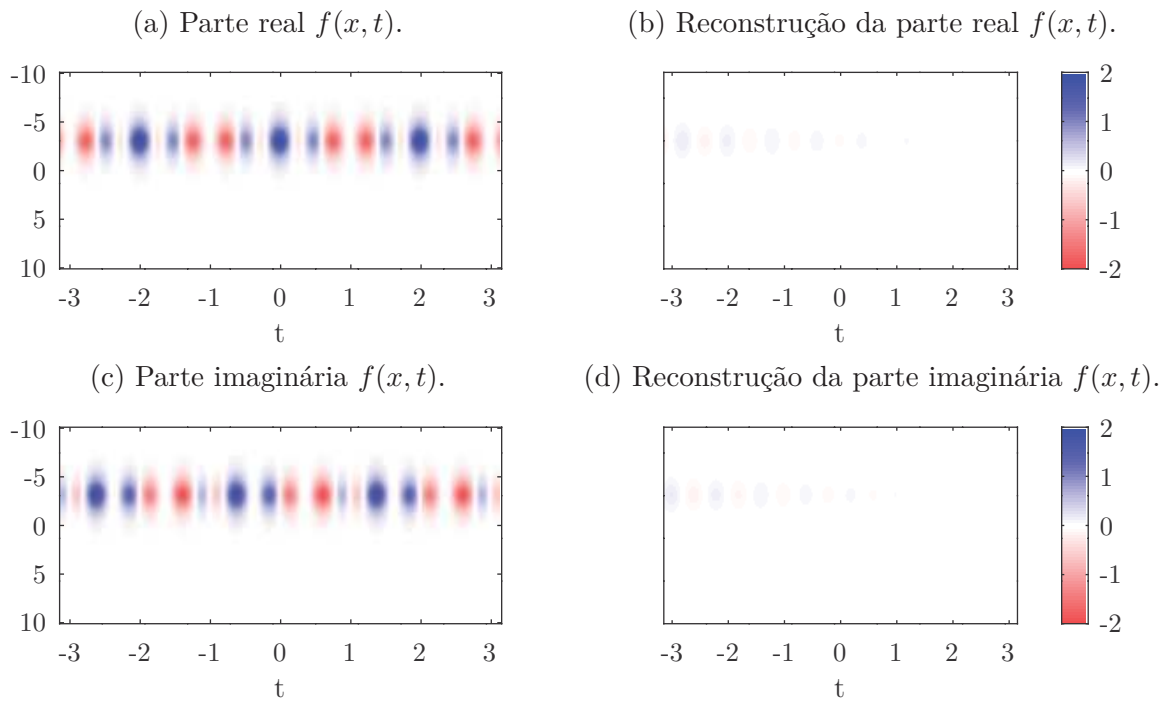 (a) Parte real f(x, t).
(b) Reconstrução da parte real f(x, t).
-10
-5
0
5
10
-3 -2 -1 0 1 2 3
t
-3 -2 -1 0 1 2 3
t
2
1
0
-1
-2
(c) Parte imaginária f(x, t).
(d) Reconstrução da parte imaginária f(x, t).
-10
-5
0
5
10
-3 -2 -1 0 1 2 3
t
-3 -2 -1 0 1 2 3
t
2
1
0
-1
-2